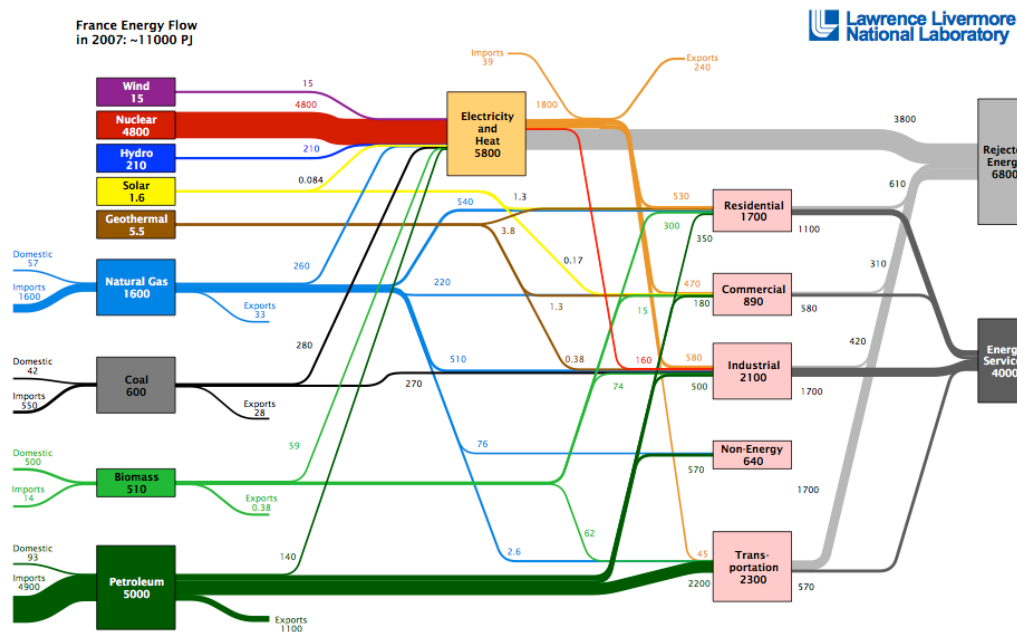 France Energy Flow
in 2007: ~11000 PJ
Lawrence Livermore
National Laboratory
Imports
39
Exports
240
Wind
15
15
Nuclear
4800
4800
Hydro
210
210
Solar
1.6
0.084
Geothermal
5.5
Electricity
and
Heat
5800
1800
3800
Rejecte
Energy
6800
610
1.3
530
Residential
1700
540
300
350
1100
3.8
Domestic
57
Imports
1600
Natural Gas
1600
260
Exports
33
220
0.17
310
470
Commercial
890
180
580
15
1.3
Domestic
42
Imports
550
Coal
600
280
Exports
28
270
510
0.38
160
580
Industrial
2100
500
420
1700
74
Energy
Service
4000
Domestic
500
Imports
14
Biomass
510
59
Exports
0.38
76
Non-Energy
640
570
1700
62
Domestic
93
Imports
4900
Petroleum
5000
140
Exports
1100
2.6
45
2200
Trans-
portation
2300
570